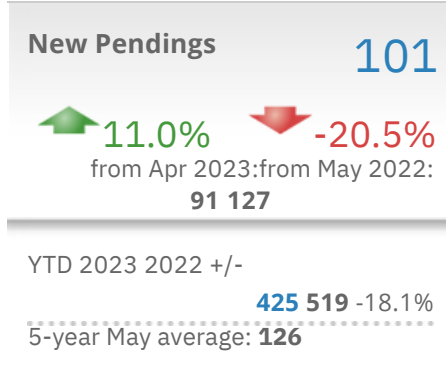 New Pendings 101
11.0% -20.5%
from Apr 2023:from May 2022:
91 127
YTD 2023 2022 +/-
425 519 -18.1%
5-year May average: 126